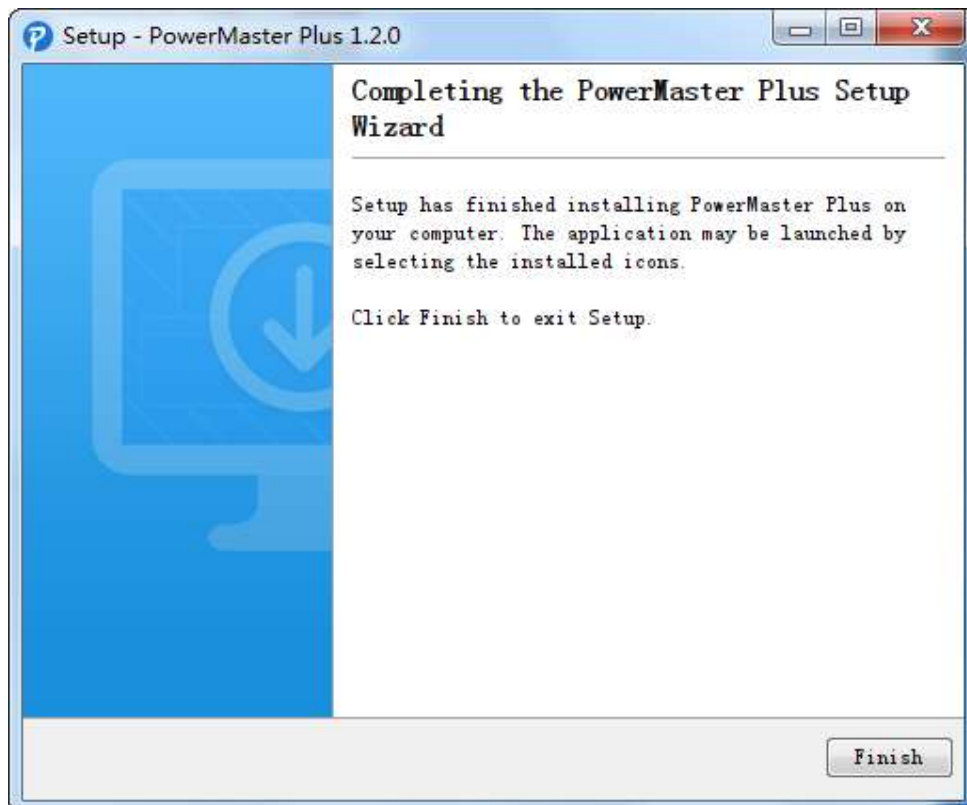 Setup - PowerMaster Plus 1.2.0
Completing the PowerMaster Plus Setup
Wizard
Setup has finished installing PowerMaster Plus on
your computer. The application may be launched by
selecting the installed icons.
Click Finish to exit Setup.
Finish